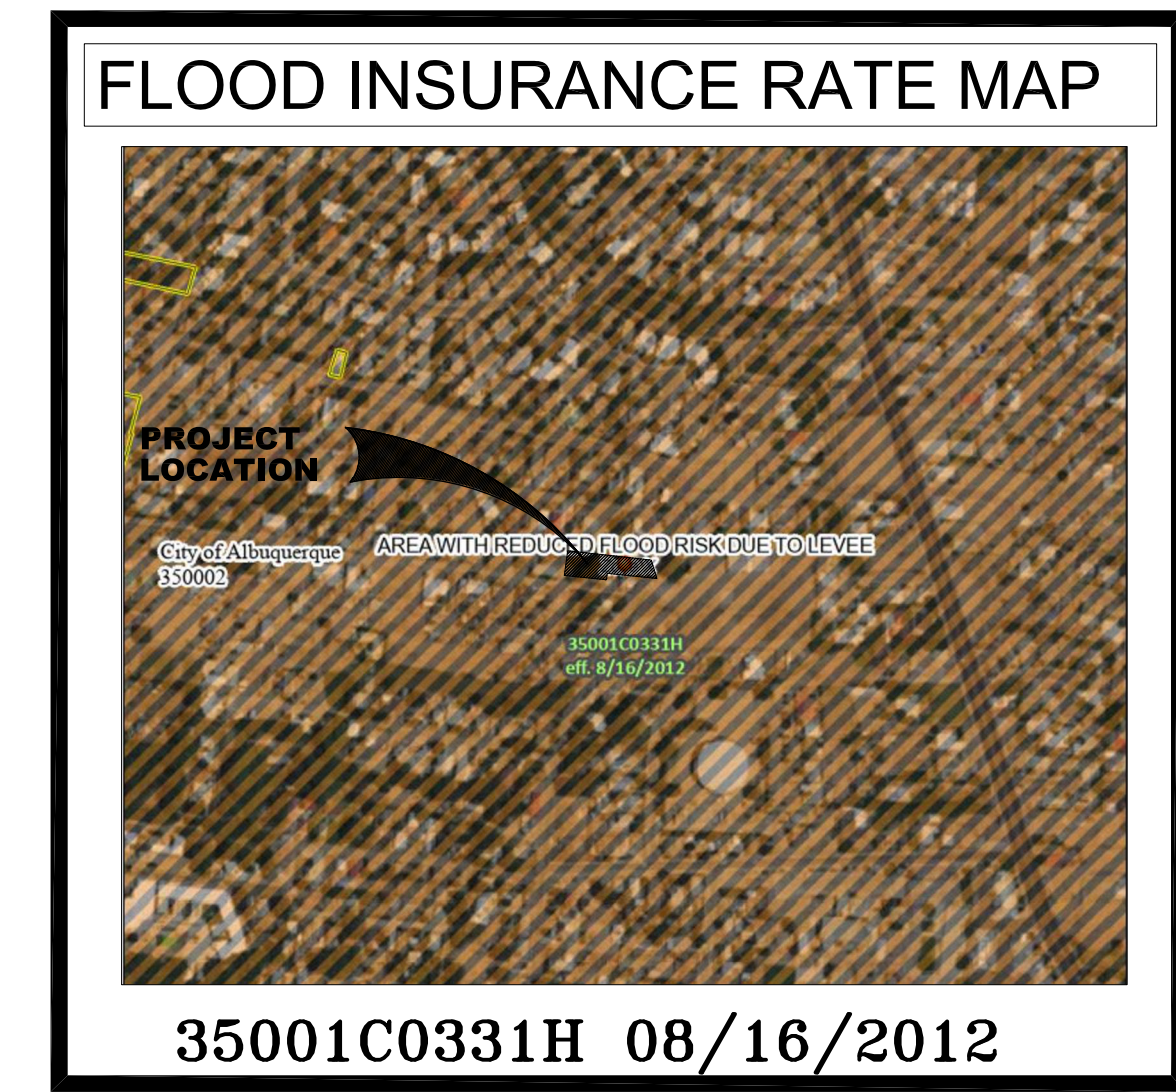 FLOOD INSURANCE RATE MAP
PROJECT
LOCATION
AREA WITH REDUCED FLOOD RISK DUE TO LEVEE
City of Albuquerque
350002
35001C0331H
eff. 8/16/2012
35001C0331H 08/16/2012